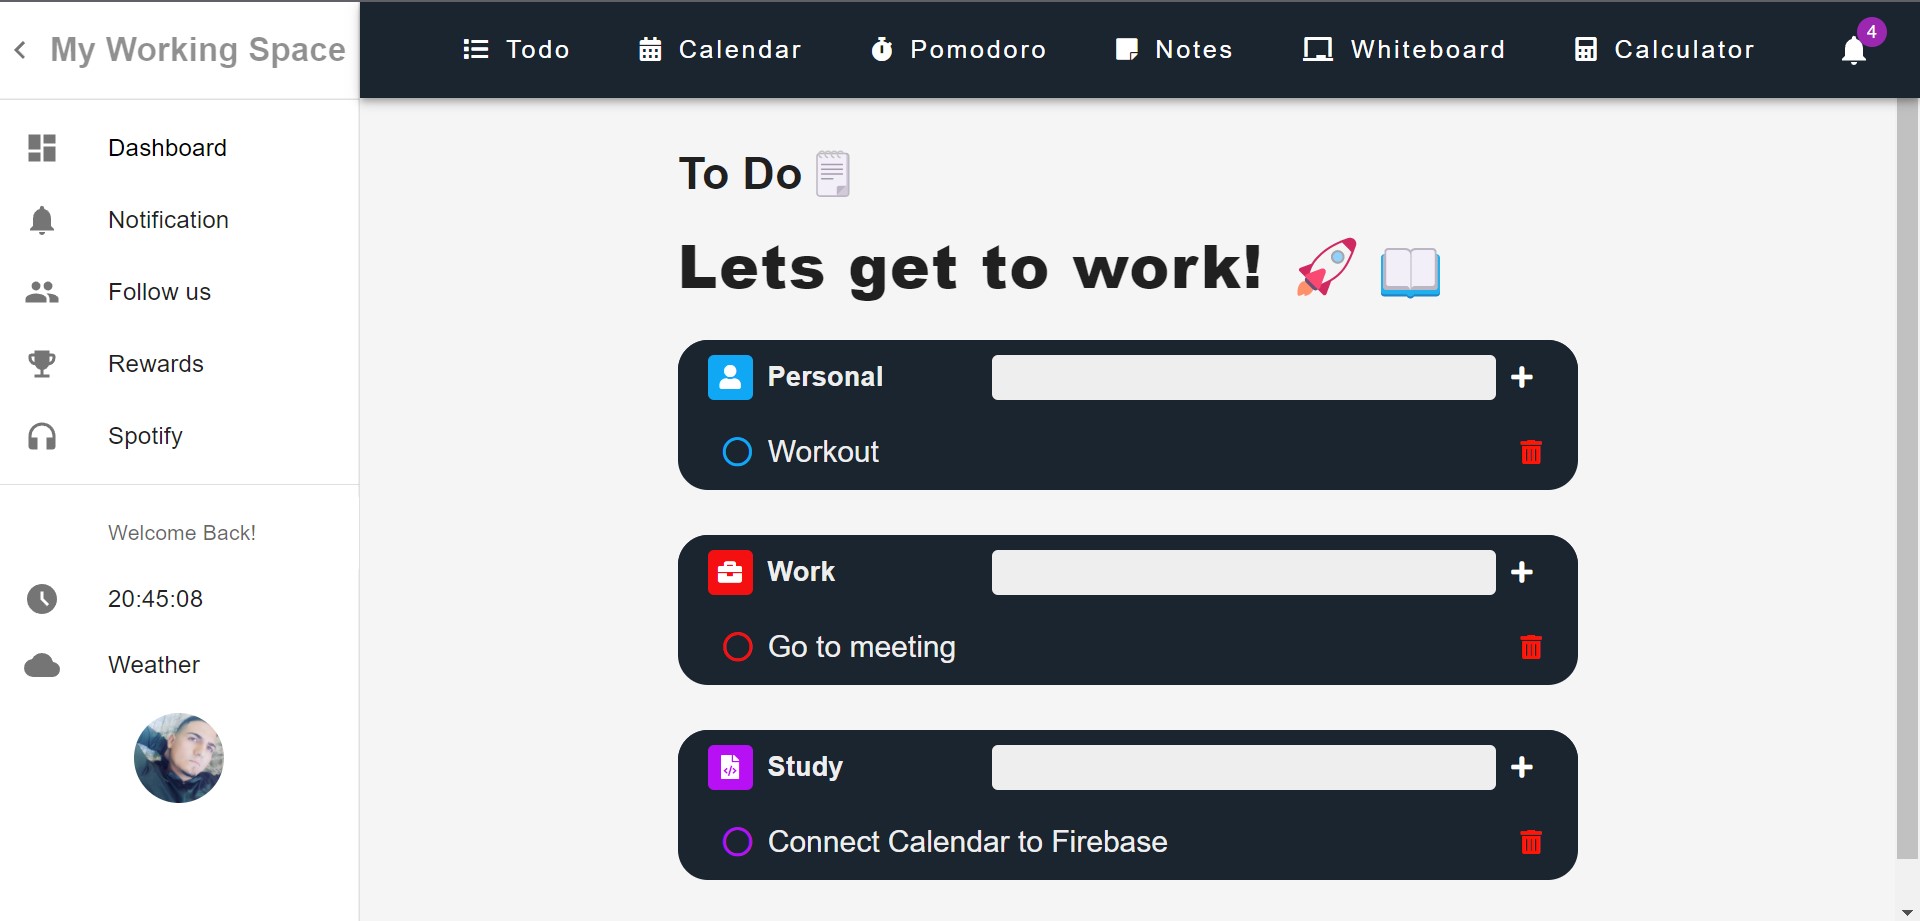 My Working Space
Todo
Calendar
Pomodoro
Notes
Whiteboard
Calculator
4
Dashboard
Notification
Follow us
Rewards
Spotify
Welcome Back!
20:45:08
Weather
To Do
Lets get to work!
Personal
Workout
Work
Go to meeting
Study
Connect Calendar to Firebase